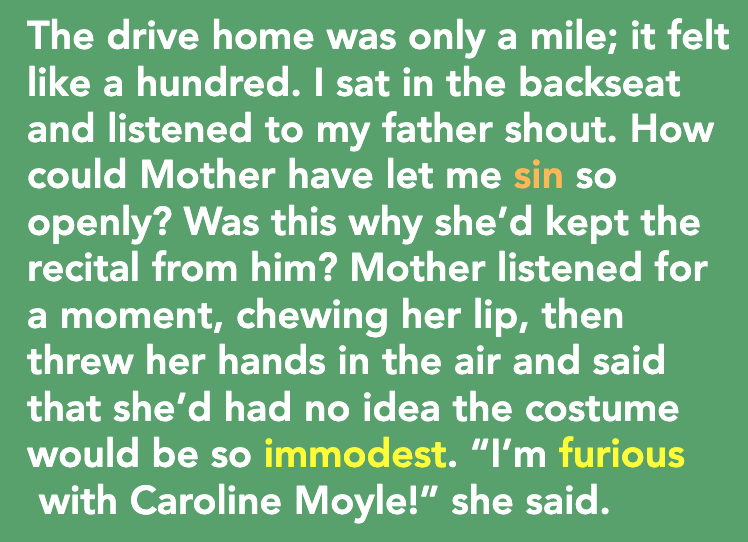 The drive home was only a mile; it felt
like a hundred. I sat in the backseat
and listened to my father shout. How
could Mother have let me sin so
openly? Was this why she’d kept the
recital from him? Mother listened for
a moment, chewing her lip, then
threw her hands in the air and said
that she’d had no idea the costume
would be so immodest. “I’m furious
with Caroline Moyle!” she said.